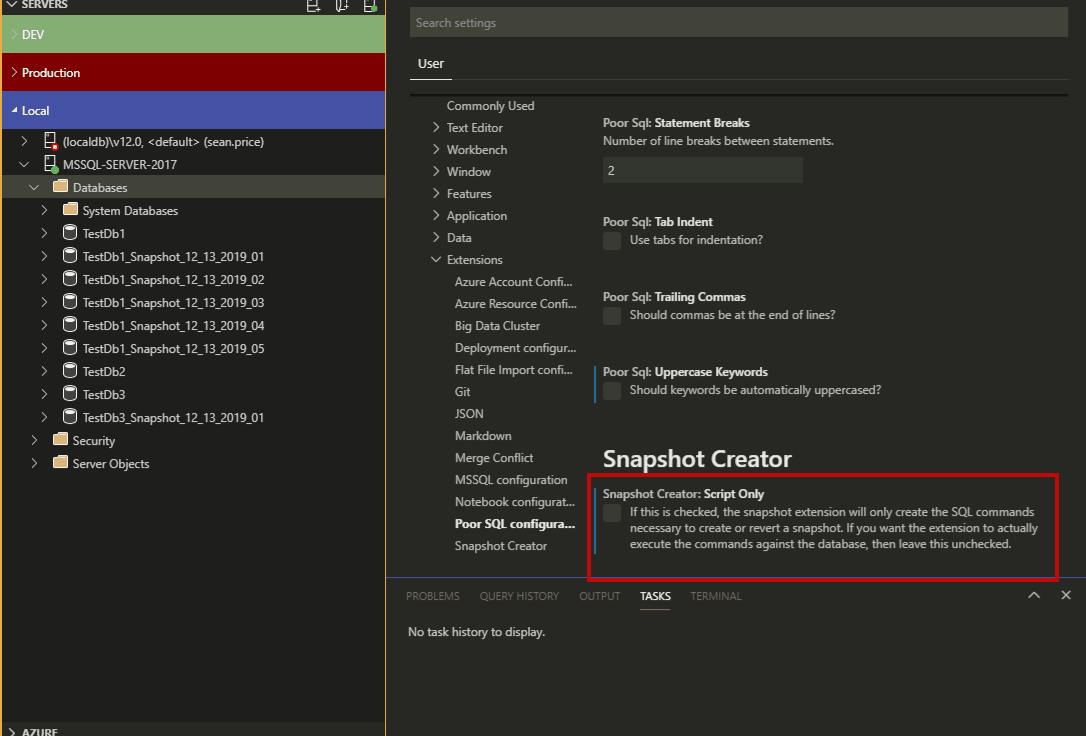 SERVERS
DEV
Production
Local
(localdb)\v12.0, <default> (sean.price)
MSSQL-SERVER-2017
Databases
System Databases
TestDb1
TestDb1_Snapshot_12_13_2019_01
TestDb1_Snapshot_12_13_2019_02
TestDb1_Snapshot_12_13_2019_03
TestDb1_Snapshot_12_13_2019_04
TestDb1_Snapshot_12_13_2019_05
TestDb2
TestDb3
TestDb3_Snapshot_12_13_2019_01
Security
Server Objects
AZURE
Search settings
User
Commonly Used
Text Editor
Workbench
Window
Features
Application
Data
Extensions
Azure Account Confi...
Azure Resource Confi...
Big Data Cluster
Deployment configur...
Flat File Import confi...
Git
JSON
Markdown
Merge Conflict
MSSQL configuration
Notebook configurat...
Poor SQL configura...
Snapshot Creator
Poor Sql: Statement Breaks
Number of line breaks between statements.
2
Poor Sql: Tab Indent
Use tabs for indentation?
Poor Sql: Trailing Commas
Should commas be at the end of lines?
Poor Sql: Uppercase Keywords
Should keywords be automatically uppercased?
Snapshot Creator
Snapshot Creator: Script Only
If this is checked, the snapshot extension will only create the SQL commands
necessary to create or revert a snapshot. If you want the extension to actually
execute the commands against the database, then leave this unchecked.
PROBLEMS QUERY HISTORY OUTPUT TASKS TERMINAL
No task history to display.